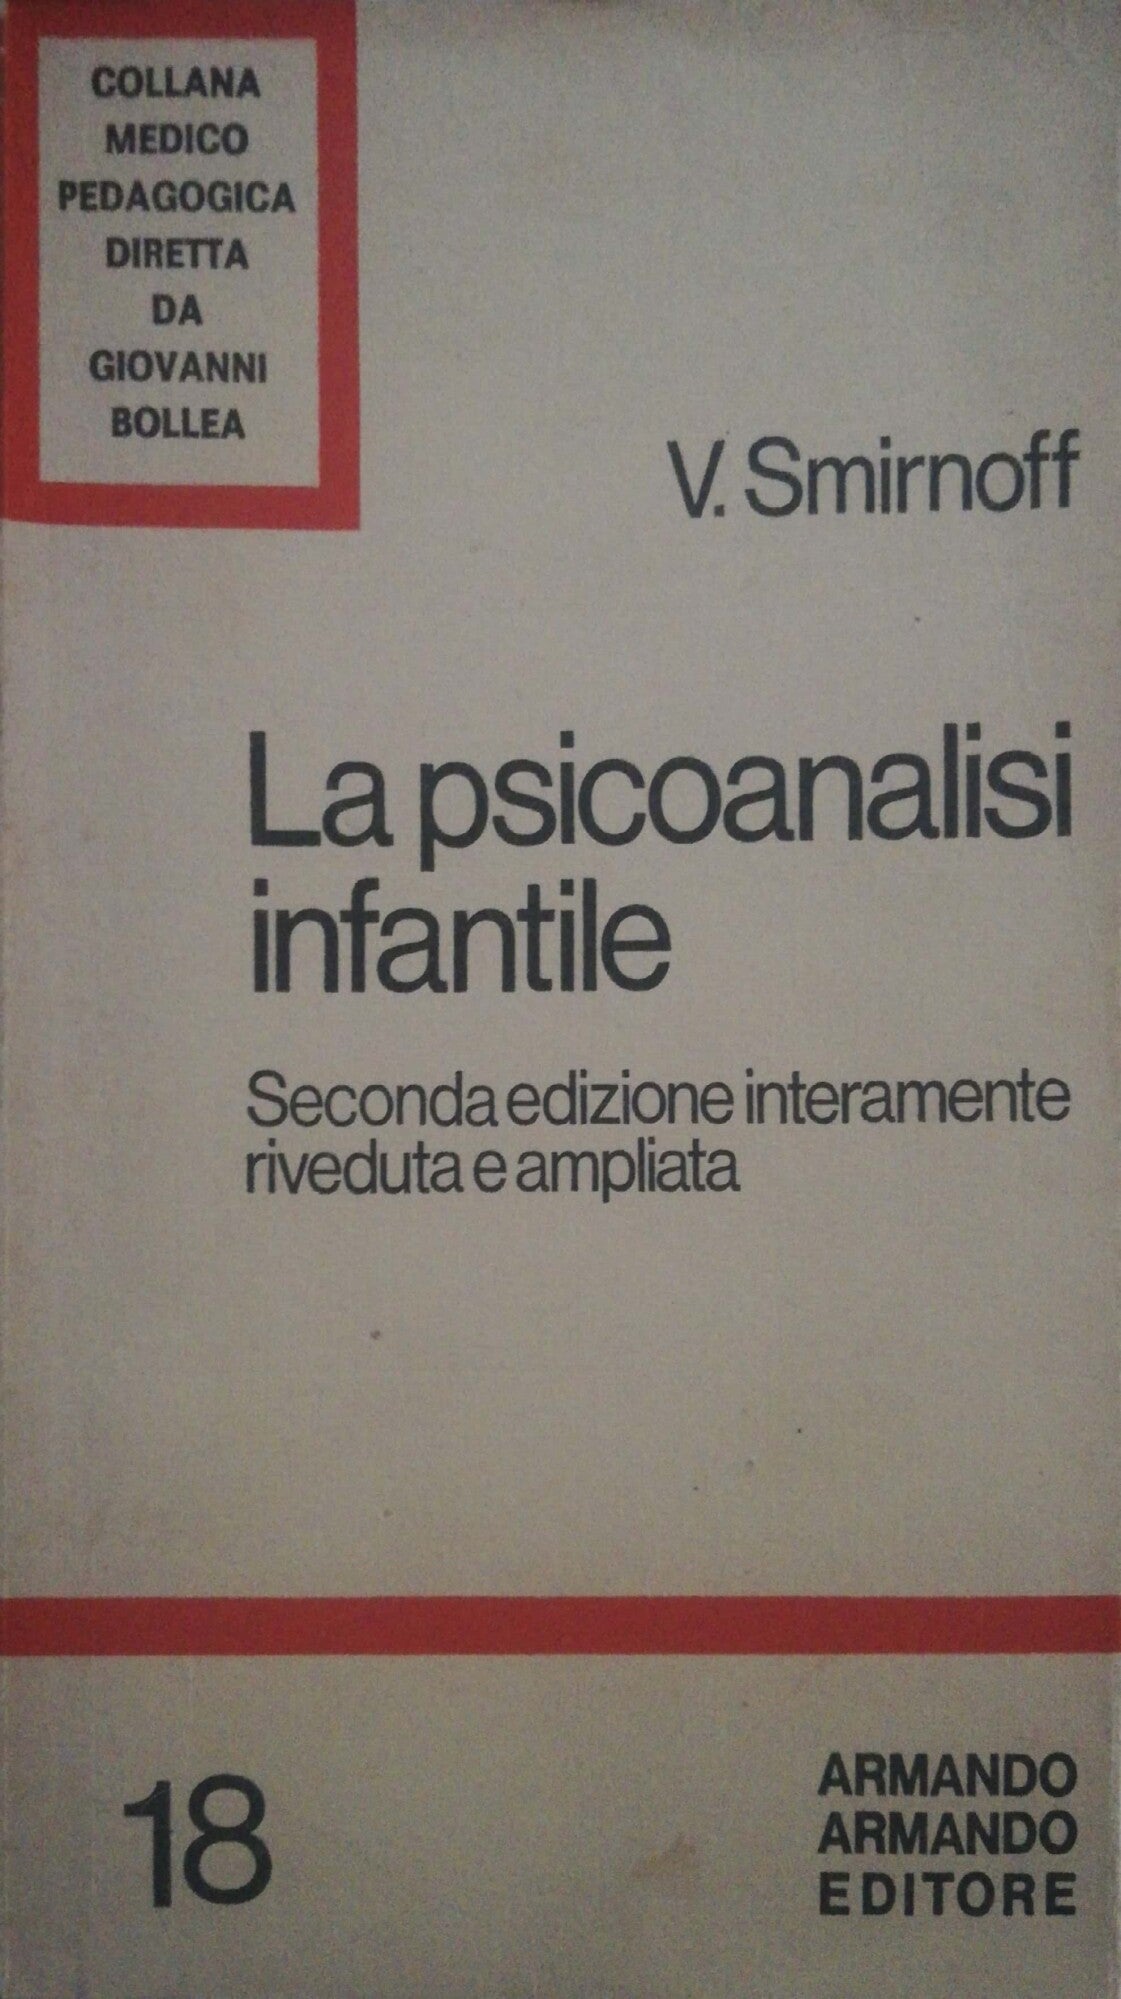 COLLANA
MEDICO
PEDAGOGICA
DIRETTA
DA
GIOVANNI
BOLLEA
V. Smirnoff
La psicoanalisi
infantile
Seconda edizione interamente
riveduta e ampliata
18
ARMANDO
ARMANDO
EDITORE